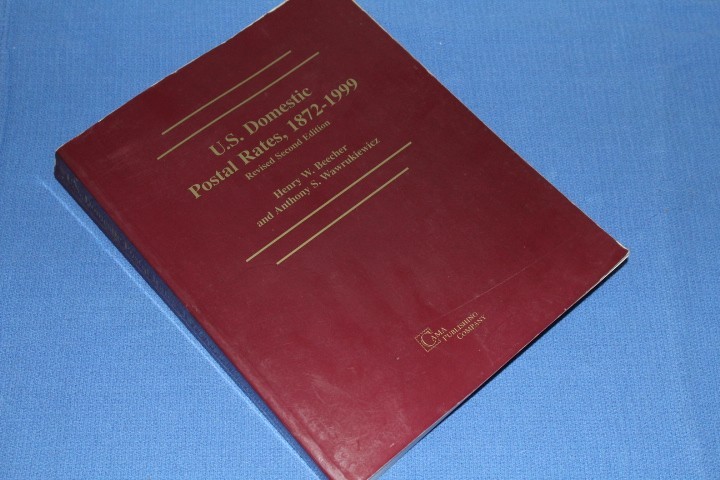 U.S. Domestic
Postal Rates, 1872-1999
Revised Second Edition
Henry W. Beecher
and Anthony S. Wawrukiewicz
CAMA
PUBLISHING
COMPANY